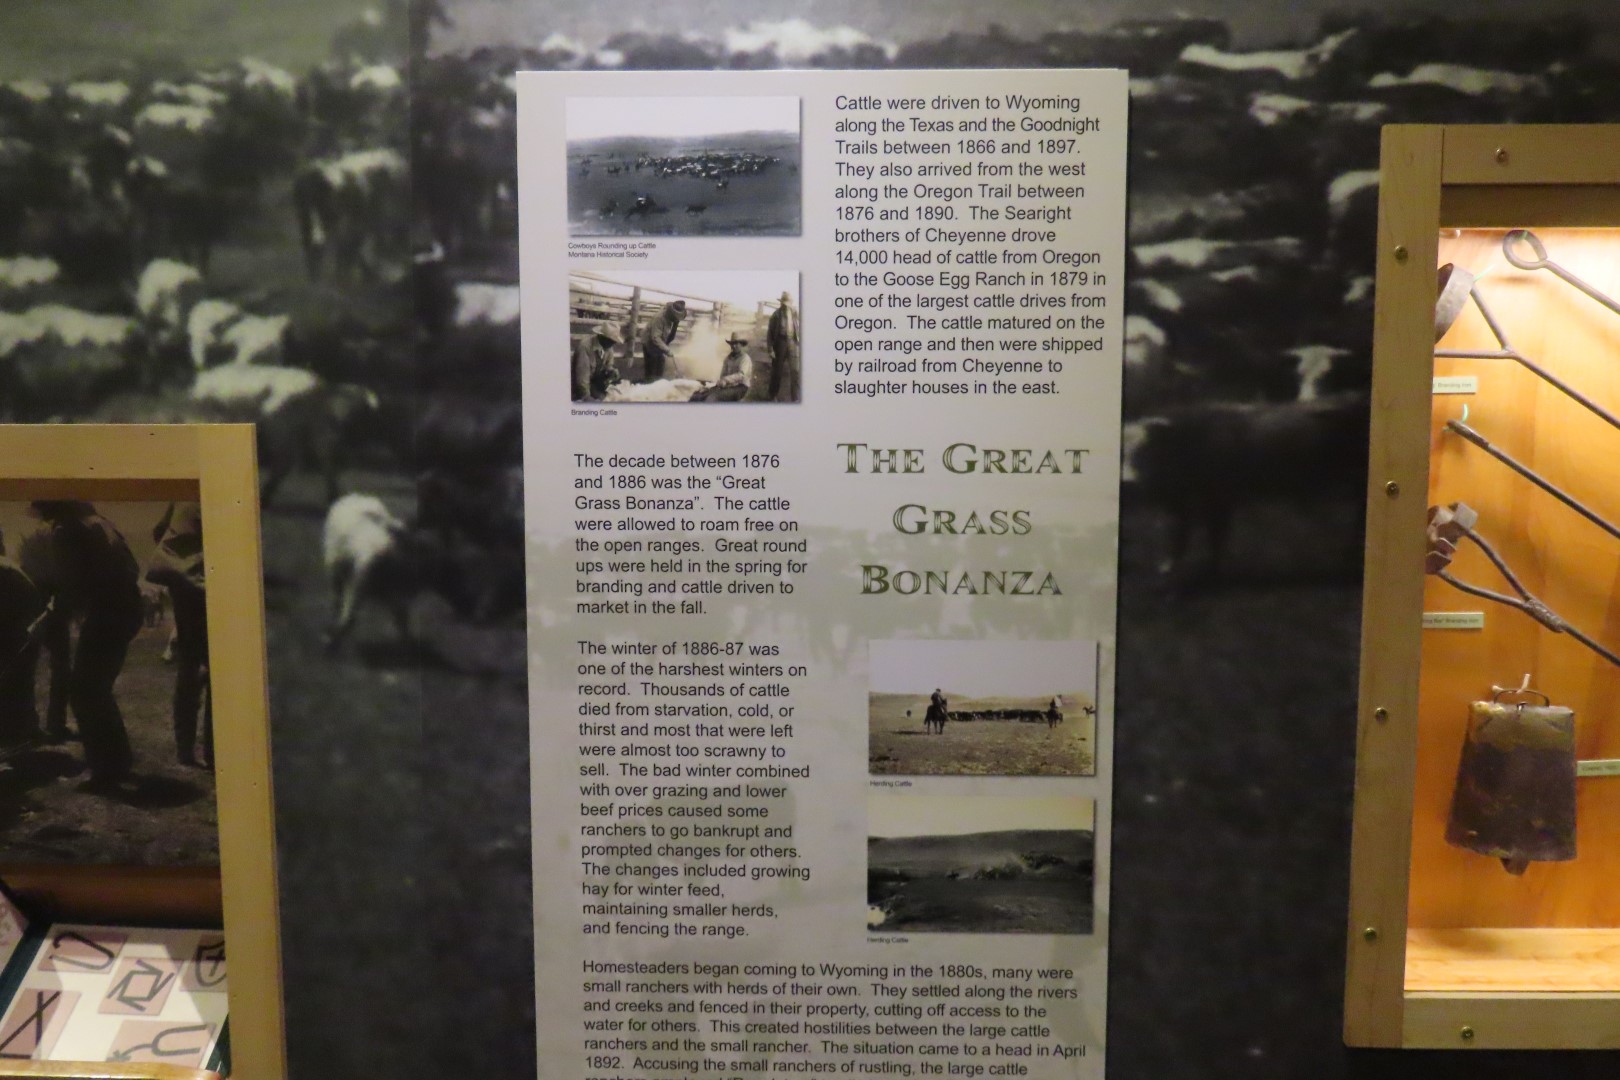 Cowboys Rounding up Cattle
Montana Historical Society
Branding Cattle
Cattle were driven to Wyoming
along the Texas and the Goodnight
Trails between 1866 and 1897.
They also arrived from the west
along the Oregon Trail between
1876 and 1890. The Searight
brothers of Cheyenne drove
14,000 head of cattle from Oregon
to the Goose Egg Ranch in 1879 in
one of the largest cattle drives from
Oregon. The cattle matured on the
open range and then were shipped
by railroad from Cheyenne to
slaughter houses in the east.
THE GREAT
GRASS
BONANZA
The decade between 1876
and 1886 was the “Great
Grass Bonanza”. The cattle
were allowed to roam free on
the open ranges. Great round
ups were held in the spring for
branding and cattle driven to
market in the fall.
The winter of 1886-87 was
one of the harshest winters on
record. Thousands of cattle
died from starvation, cold, or
thirst and most that were left
were almost too scrawny to
sell. The bad winter combined
with over grazing and lower
beef prices caused some
ranchers to go bankrupt and
prompted changes for others.
The changes included growing
hay for winter feed,
maintaining smaller herds,
and fencing the range.
Herding Cattle
Herding Cattle
Homesteaders began coming to Wyoming in the 1880s, many were
small ranchers with herds of their own. They settled along the rivers
and creeks and fenced in their property, cutting off access to the
water for others. This created hostilities between the large cattle
ranchers and the small rancher. The situation came to a head in April
1892. Accusing the small ranchers of rustling, the large cattle
Branding Iron
Branding Iron